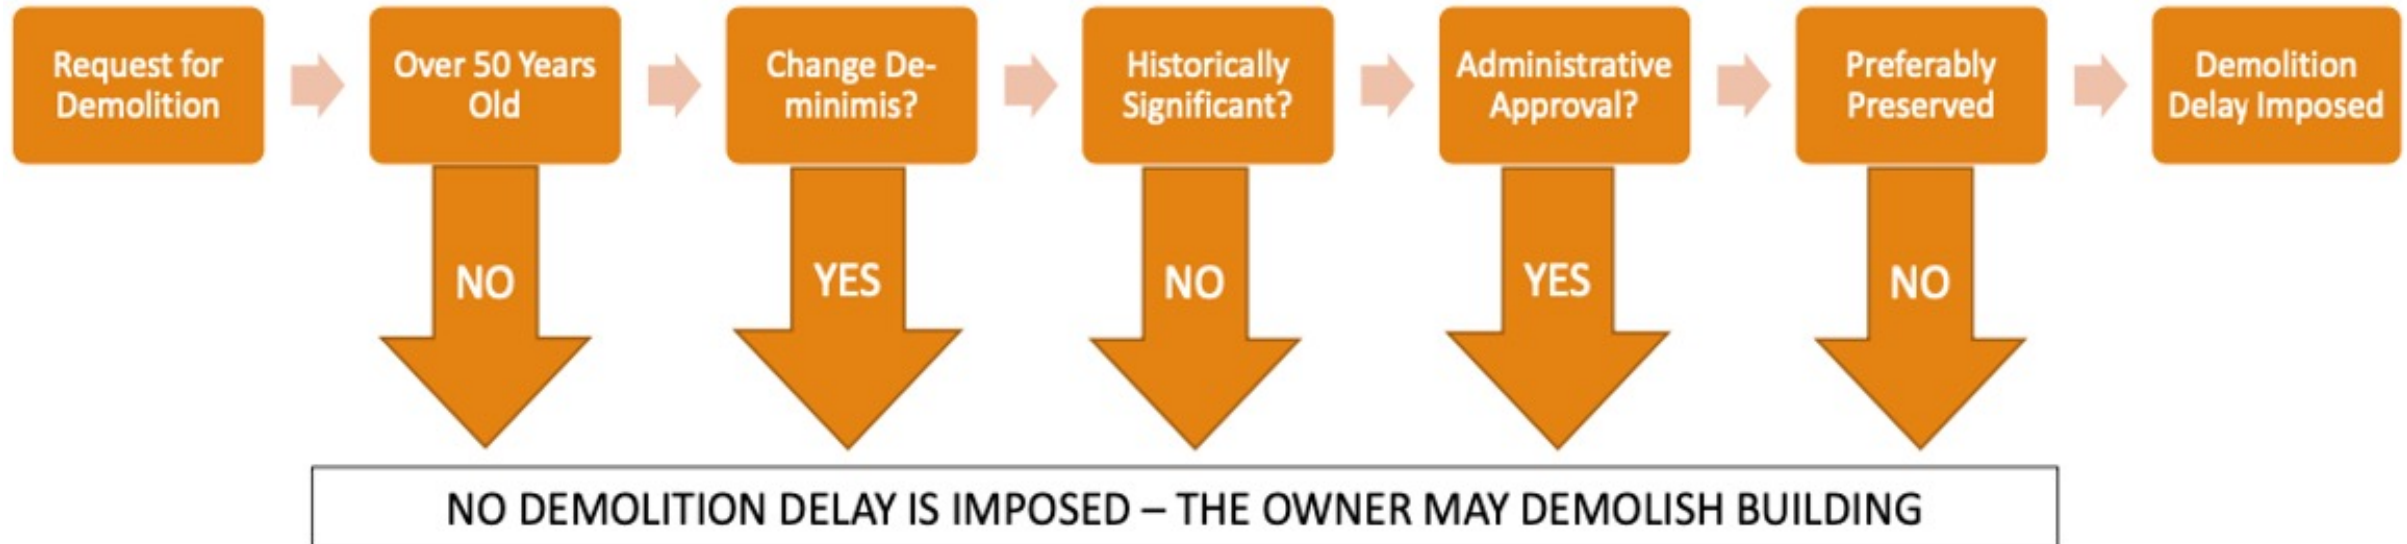 Request for
Demolition
Over 50 Years
Old
Change De-
minimis?
Historically
Significant?
Administrative
Approval?
Preferably
Preserved
Demolition
Delay Imposed
NO
YES
NO
YES
NO
NO DEMOLITION DELAY IS IMPOSED – THE OWNER MAY DEMOLISH BUILDING